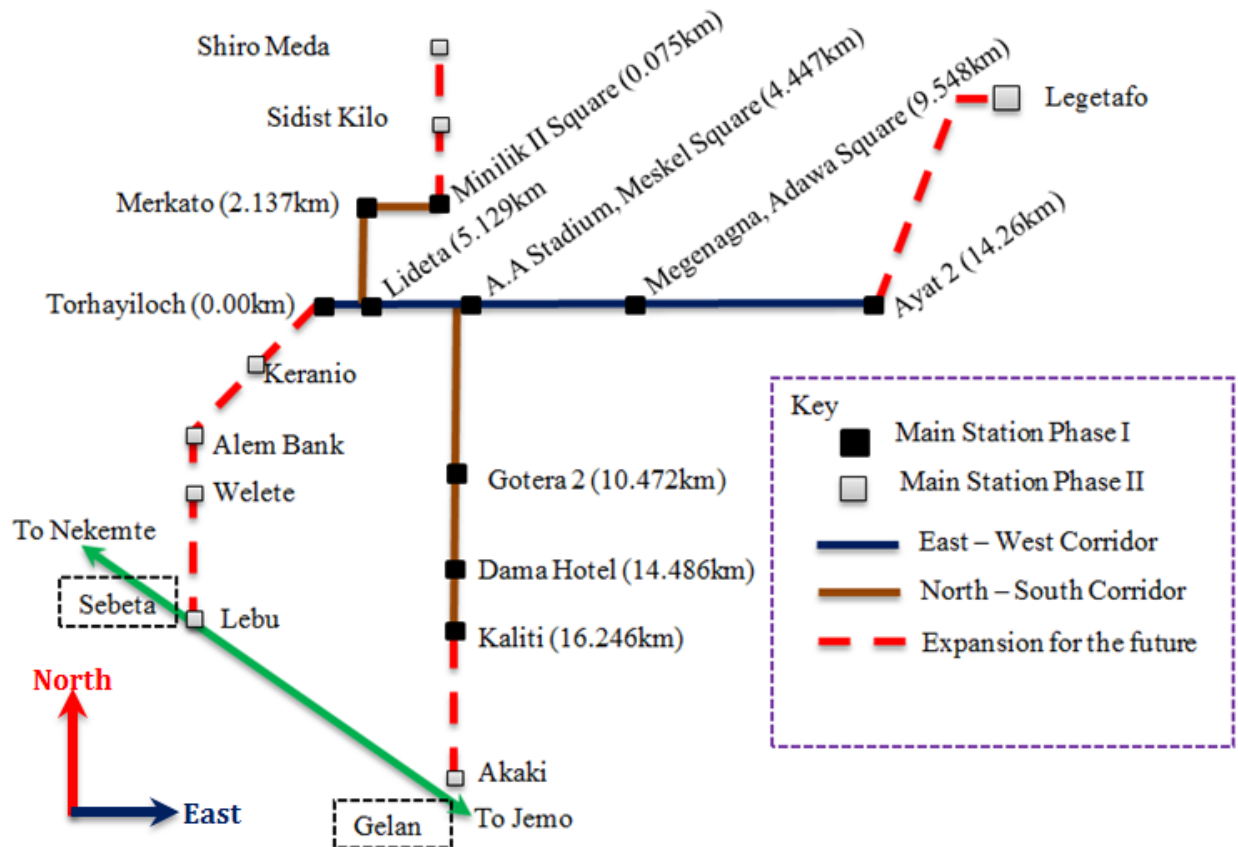 Shiro Meda
Sidist Kilo
Minilik II Square (0.075km)
A.A Stadium, Meskel Square (4.447km)
Megenagna, Adawa Square (9.548km)
Legetafo
Merkato (2.137km)
Lideta (5.129km
Torhayiloch (0.00km)
Ayat 2 (14.26km)
Keranio
Alem Bank
Welete
Gotera 2 (10.472km)
To Nekemte
Sebeta
Lebu
Dama Hotel (14.486km)
Kaliti (16.246km)
Akaki
To Jemo
Gelan
North
East
Key
Main Station Phase I
Main Station Phase II
East – West Corridor
North – South Corridor
Expansion for the future